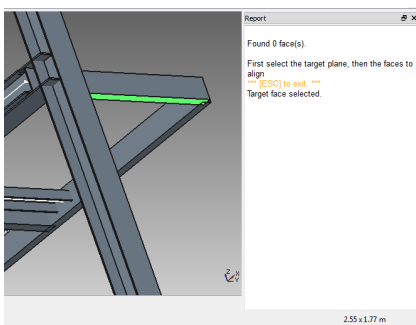 Report
Found 0 face(s).
First select the target plane, then the faces to
align
*** [ESC] to exit. ***
Target face selected.
Z
X
Y
2.55 x 1.77 m